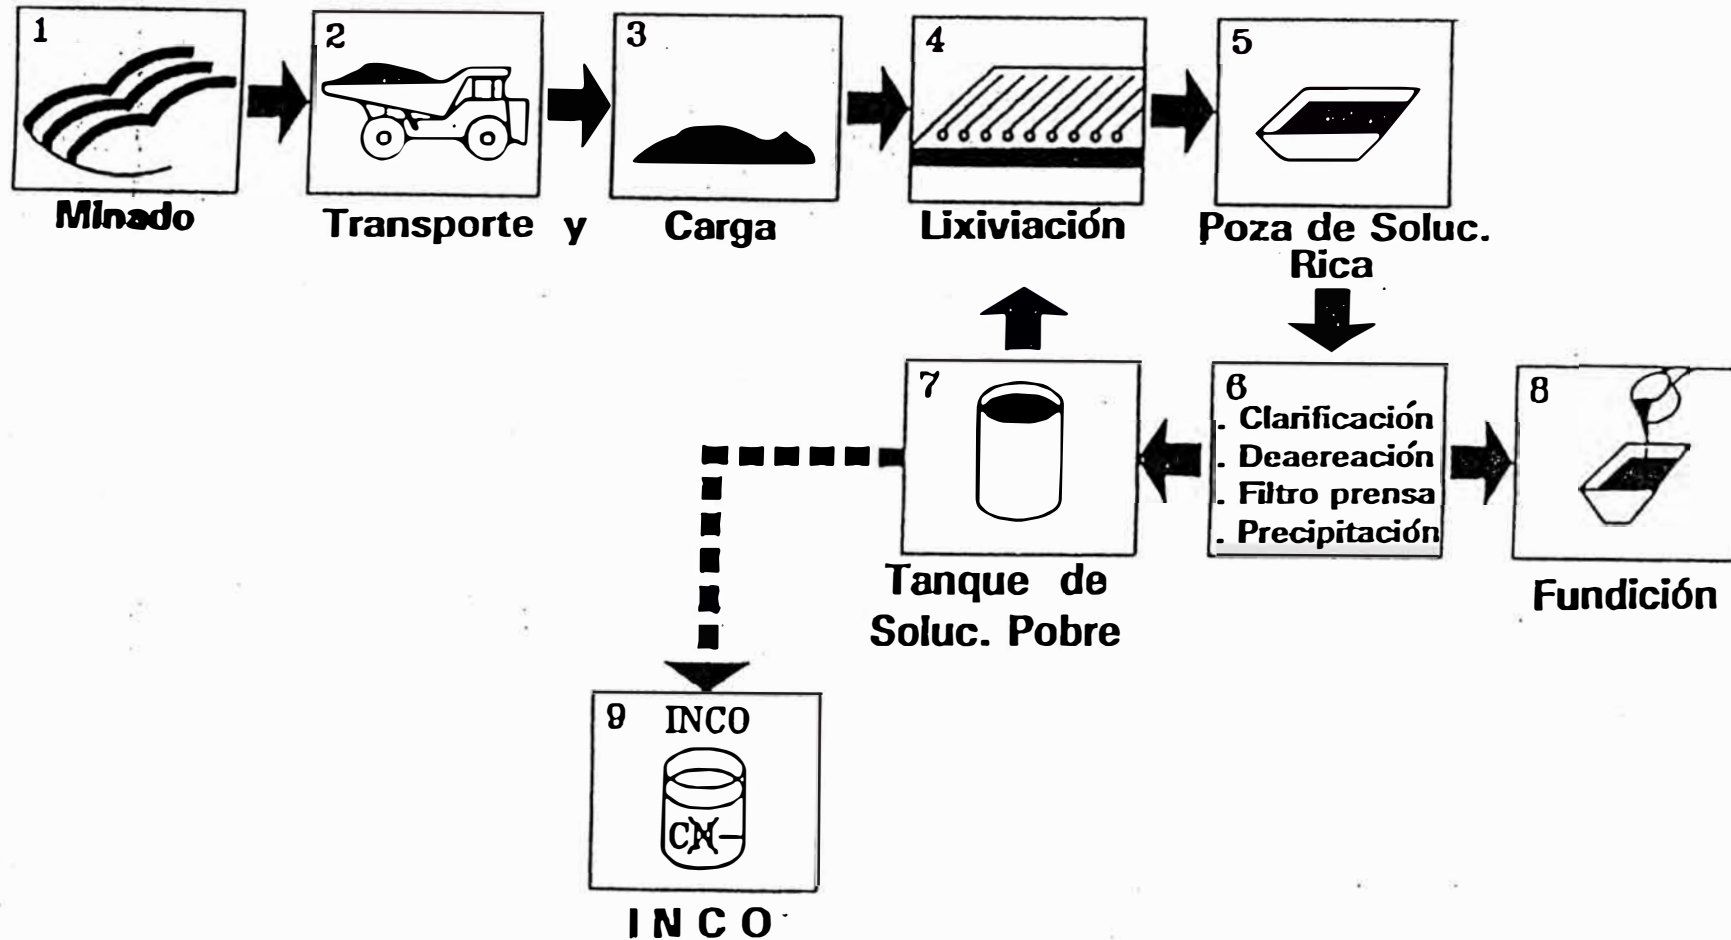 1
Minado
2
Transporte y
3
Carga
4
Lixiviación
5
Poza de Soluc.
Rica
6
. Clarificación
. Deaereación
. Filtro prensa
. Precipitación
7
Tanque de
Soluc. Pobre
8
Fundición
9 INCO
CN-
INCO